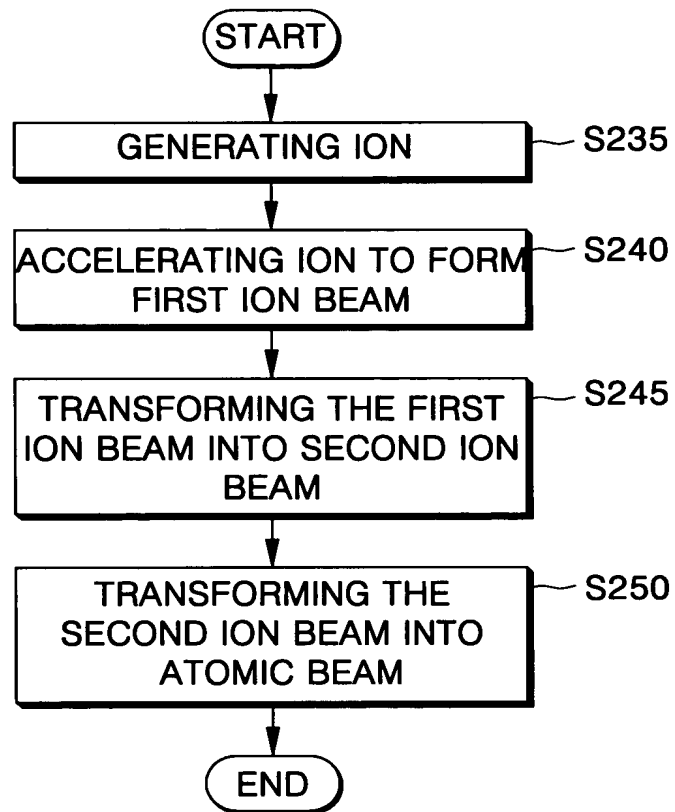 START
GENERATING ION
S235
ACCELERATING ION TO FORM
FIRST ION BEAM
S240
TRANSFORMING THE FIRST
ION BEAM INTO SECOND ION
BEAM
S245
TRANSFORMING THE
SECOND ION BEAM INTO
ATOMIC BEAM
S250
END